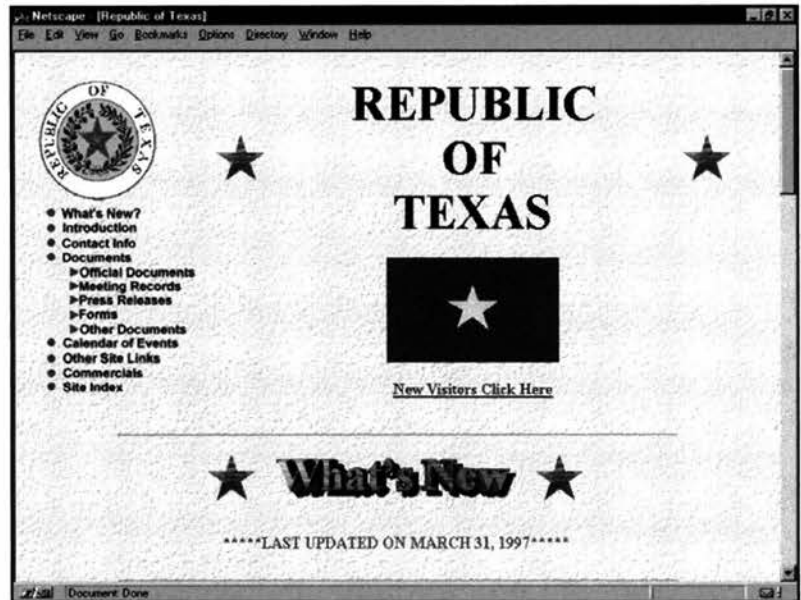 Netscape - [Republic of Texas]
File Edit View Go Bookmarks Options Directory Window Help
REPUBLIC OF TEXAS
What's New?
Introduction
Contact Info
Documents
Official Documents
Meeting Records
Press Releases
Forms
Other Documents
Calendar of Events
Other Site Links
Commercials
Site Index
REPUBLIC
OF
TEXAS
New Visitors Click Here
What's New
*****LAST UPDATED ON MARCH 31, 1997*****
Document: Done